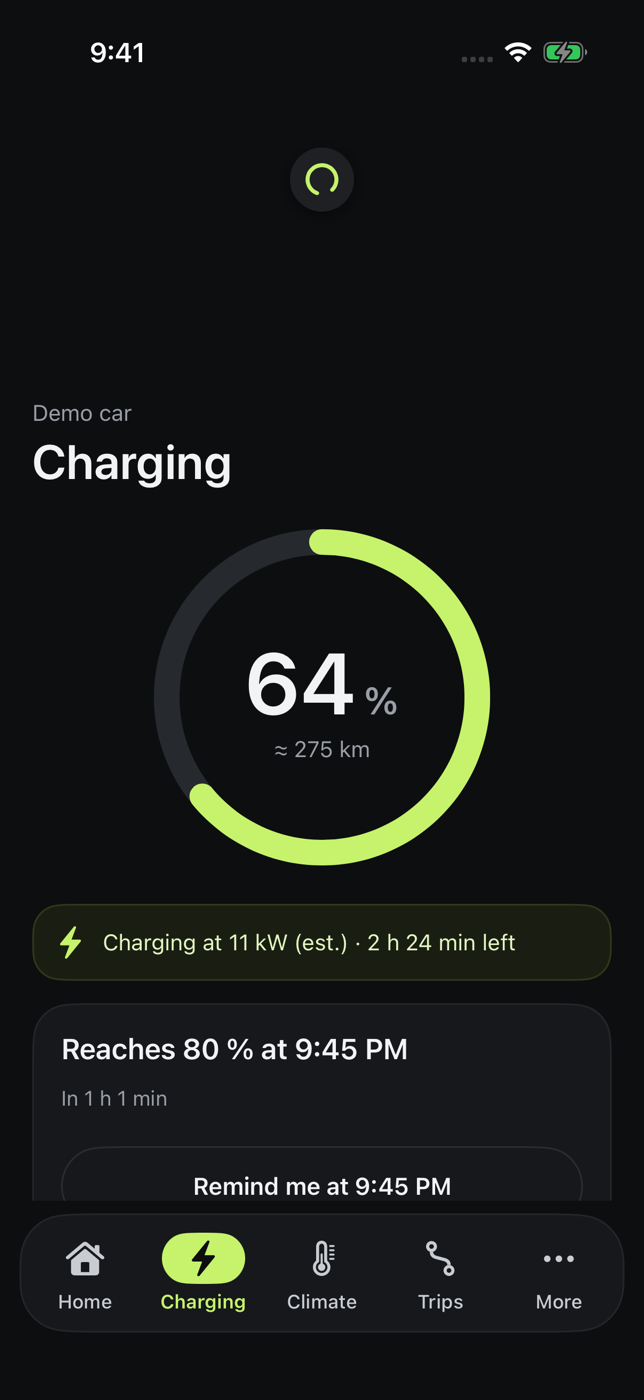 9:41
Demo car
Charging
64 %
≈ 275 km
Charging at 11 kW (est.) · 2 h 24 min left
Reaches 80 % at 9:45 PM
In 1 h 1 min
Remind me at 9:45 PM
Home
Charging
Climate
Trips
More